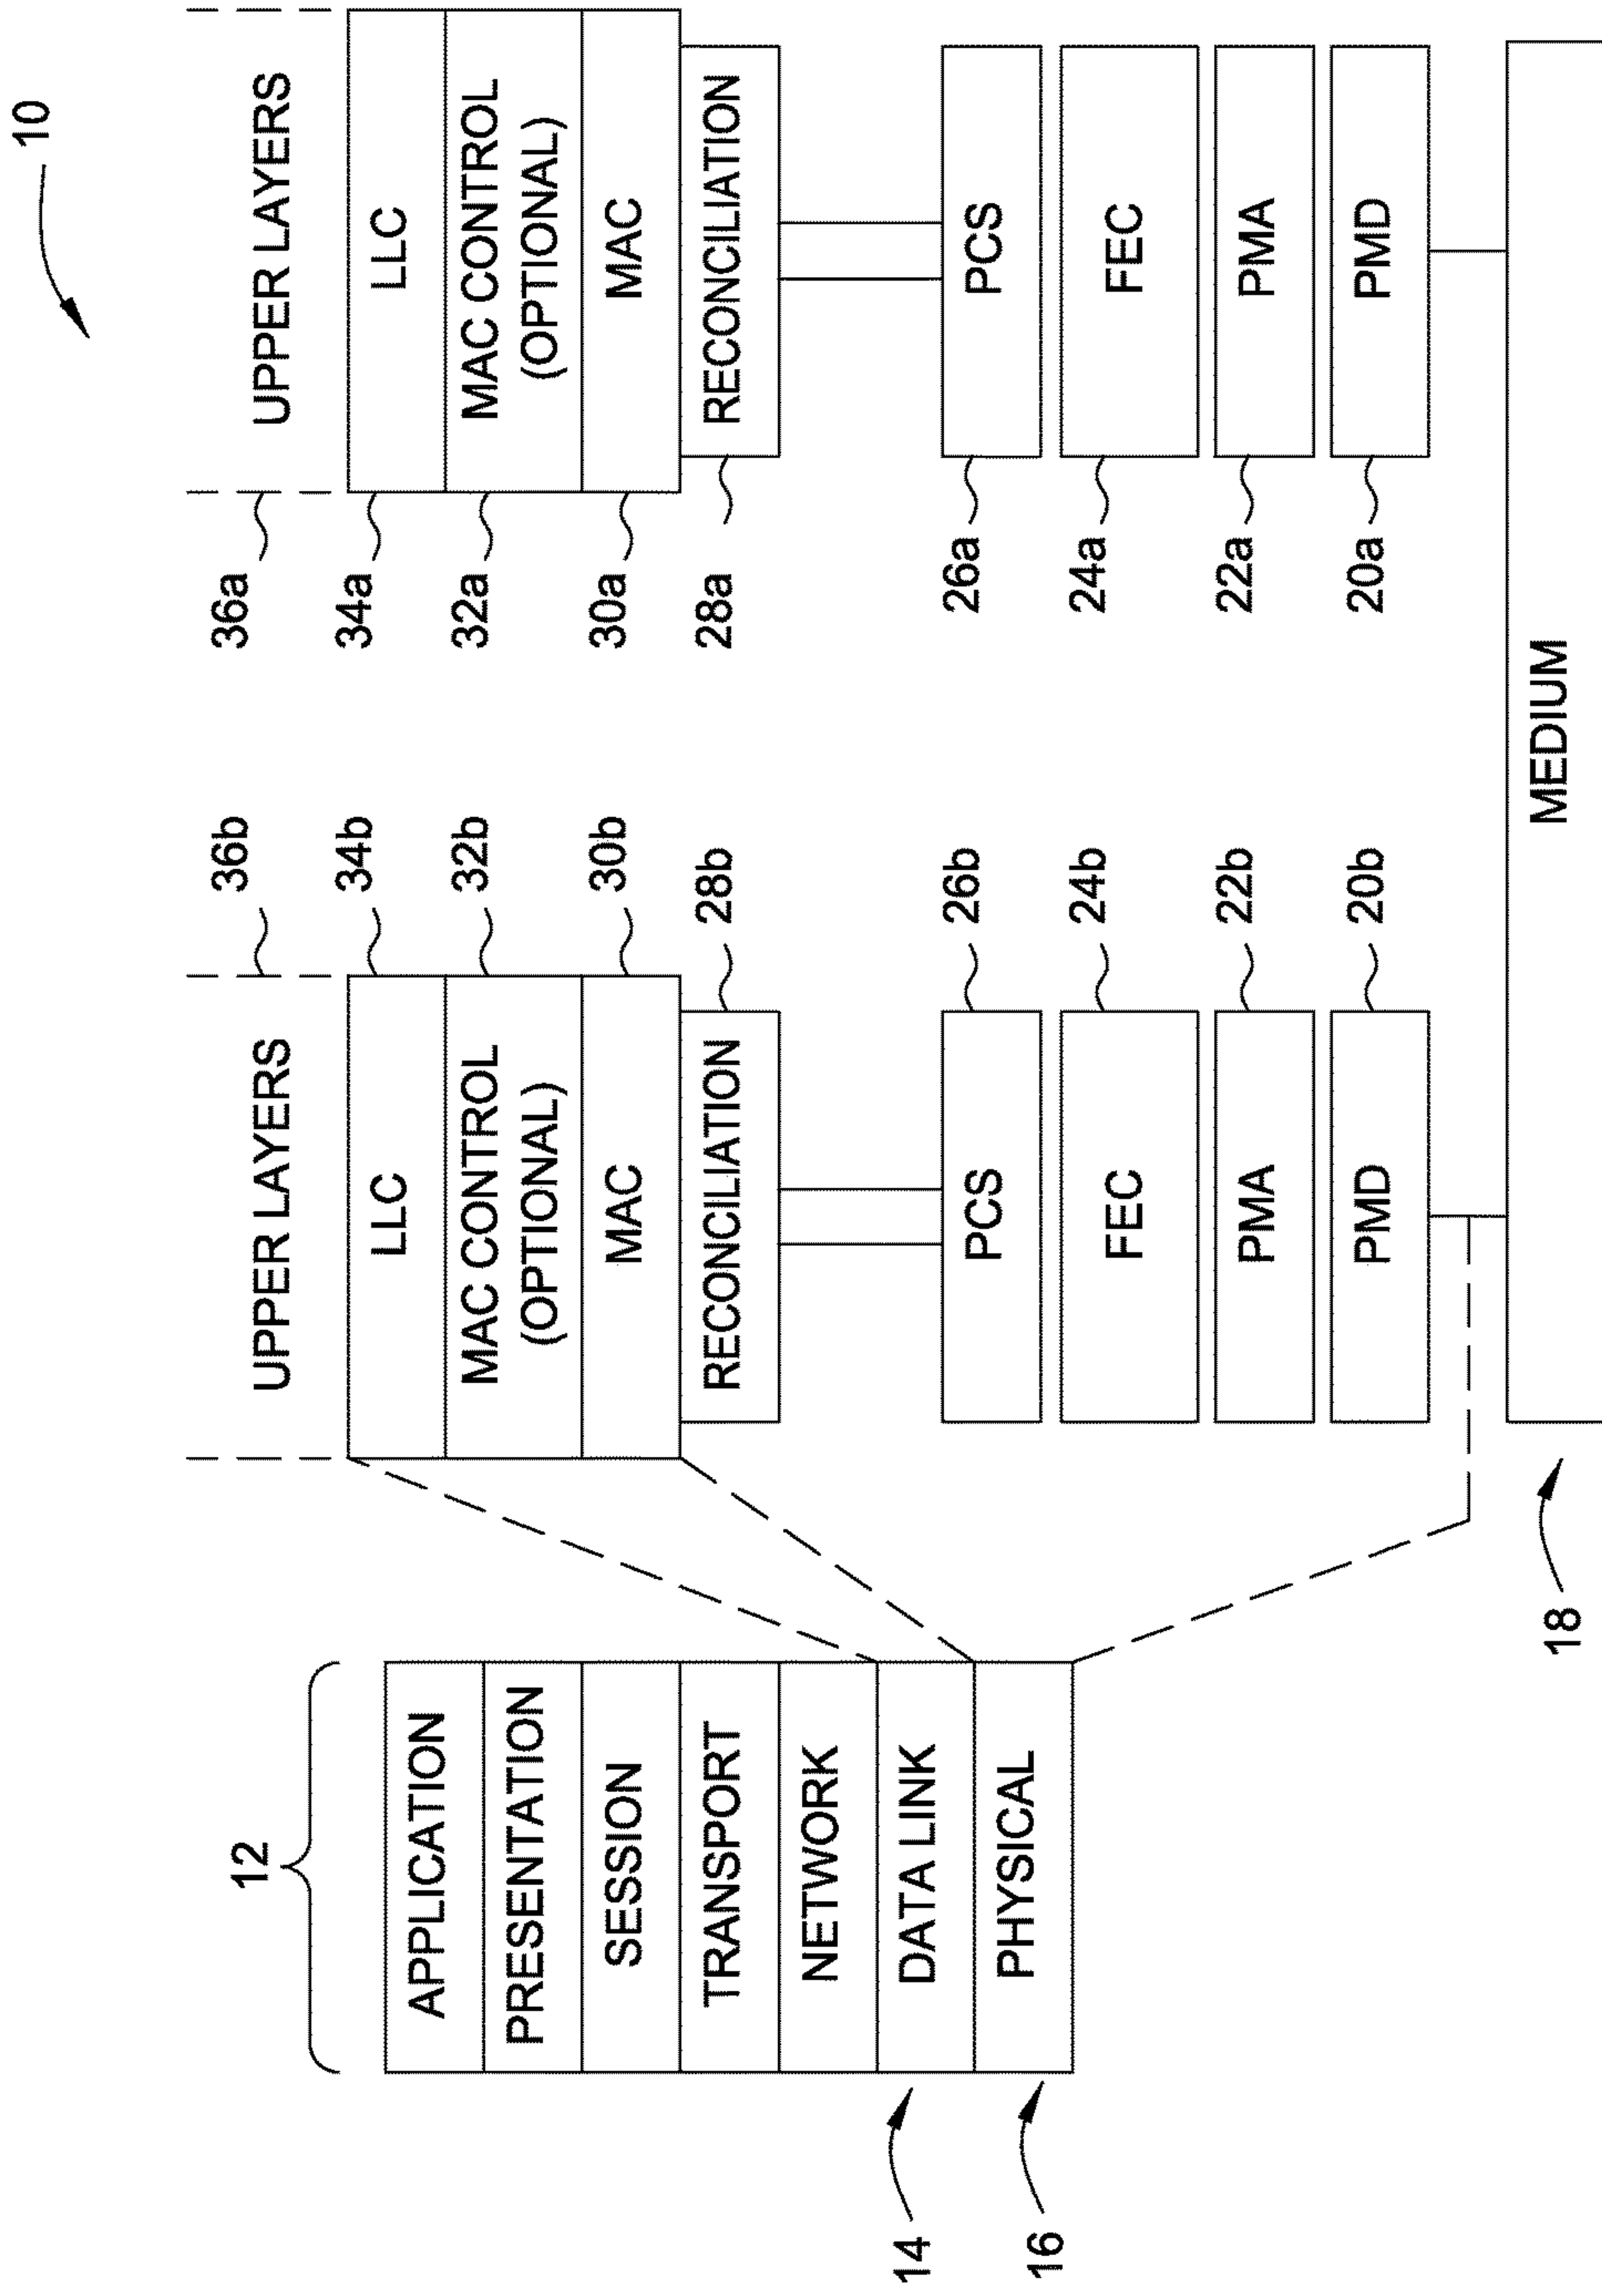 10
12
APPLICATION
PRESENTATION
SESSION
TRANSPORT
NETWORK
DATA LINK
PHYSICAL
14
16
UPPER LAYERS
LLC
MAC CONTROL
(OPTIONAL)
MAC
RECONCILIATION
PCS
FEC
PMA
PMD
36b
34b
32b
30b
28b
26b
24b
22b
20b
36a
34a
32a
30a
28a
26a
24a
22a
20a
UPPER LAYERS
LLC
MAC CONTROL
(OPTIONAL)
MAC
RECONCILIATION
PCS
FEC
PMA
PMD
MEDIUM
18